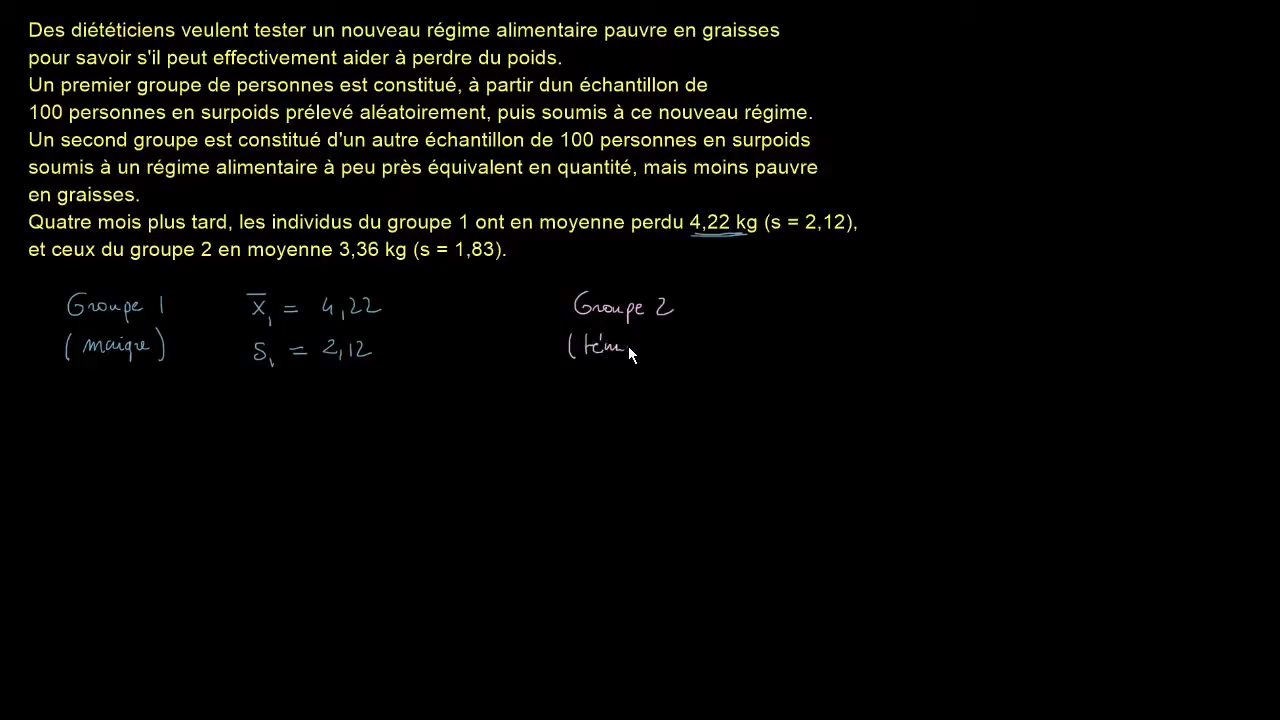 Des diététiciens veulent tester un nouveau régime alimentaire pauvre en graisses
pour savoir s'il peut effectivement aider à perdre du poids.
Un premier groupe de personnes est constitué, à partir dun échantillon de
100 personnes en surpoids prélevé aléatoirement, puis soumis à ce nouveau régime.
Un second groupe est constitué d'un autre échantillon de 100 personnes en surpoids
soumis à un régime alimentaire à peu près équivalent en quantité, mais moins pauvre
en graisses.
Quatre mois plus tard, les individus du groupe 1 ont en moyenne perdu 4,22 kg (s = 2,12),
et ceux du groupe 2 en moyenne 3,36 kg (s = 1,83).
Groupe 1 x̄₁ = 4,22 Groupe 2
(maigre) S₁ = 2,12 (tém